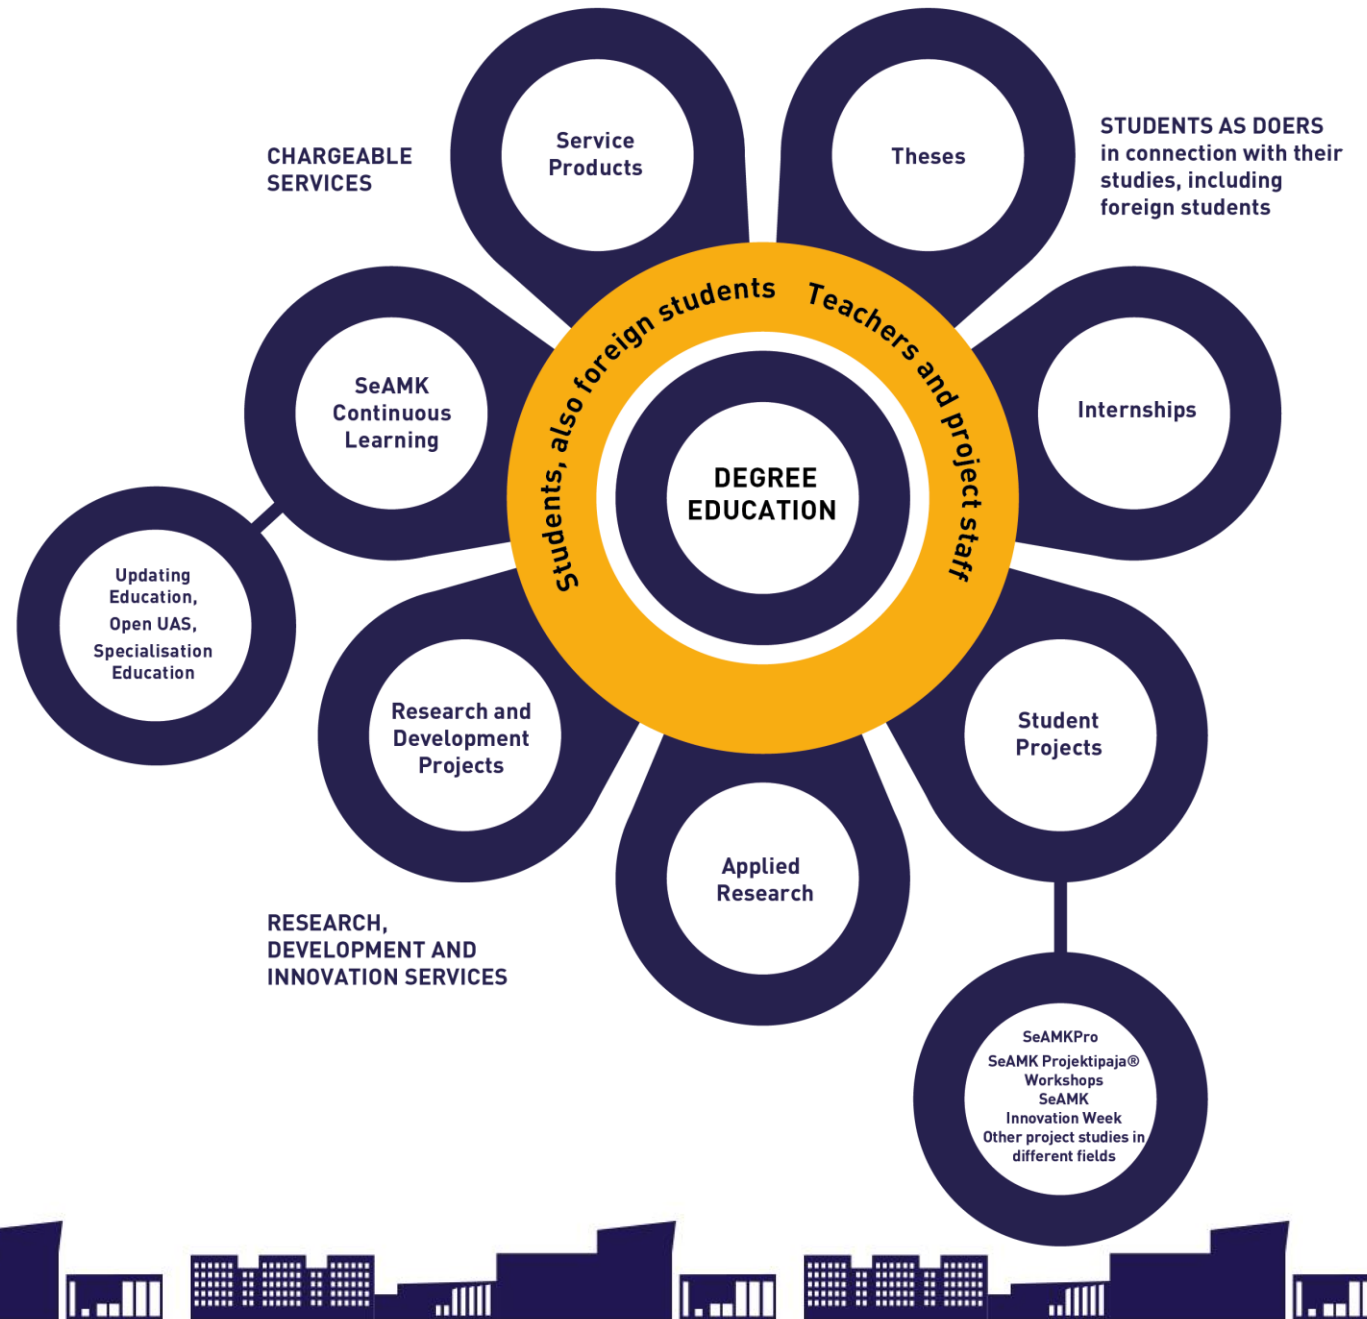 CHARGEABLE
SERVICES
Service
Products
Theses
STUDENTS AS DOERS
in connection with their
studies, including
foreign students
Students, also foreign students
Teachers and project staff
SeAMK
Continuous
Learning
Internships
DEGREE
EDUCATION
Updating
Education,
Open UAS,
Specialisation
Education
Research and
Development
Projects
Student
Projects
Applied
Research
RESEARCH,
DEVELOPMENT AND
INNOVATION SERVICES
SeAMKPro
SeAMK Projektipaja®
Workshops
SeAMK
Innovation Week
Other project studies in
different fields